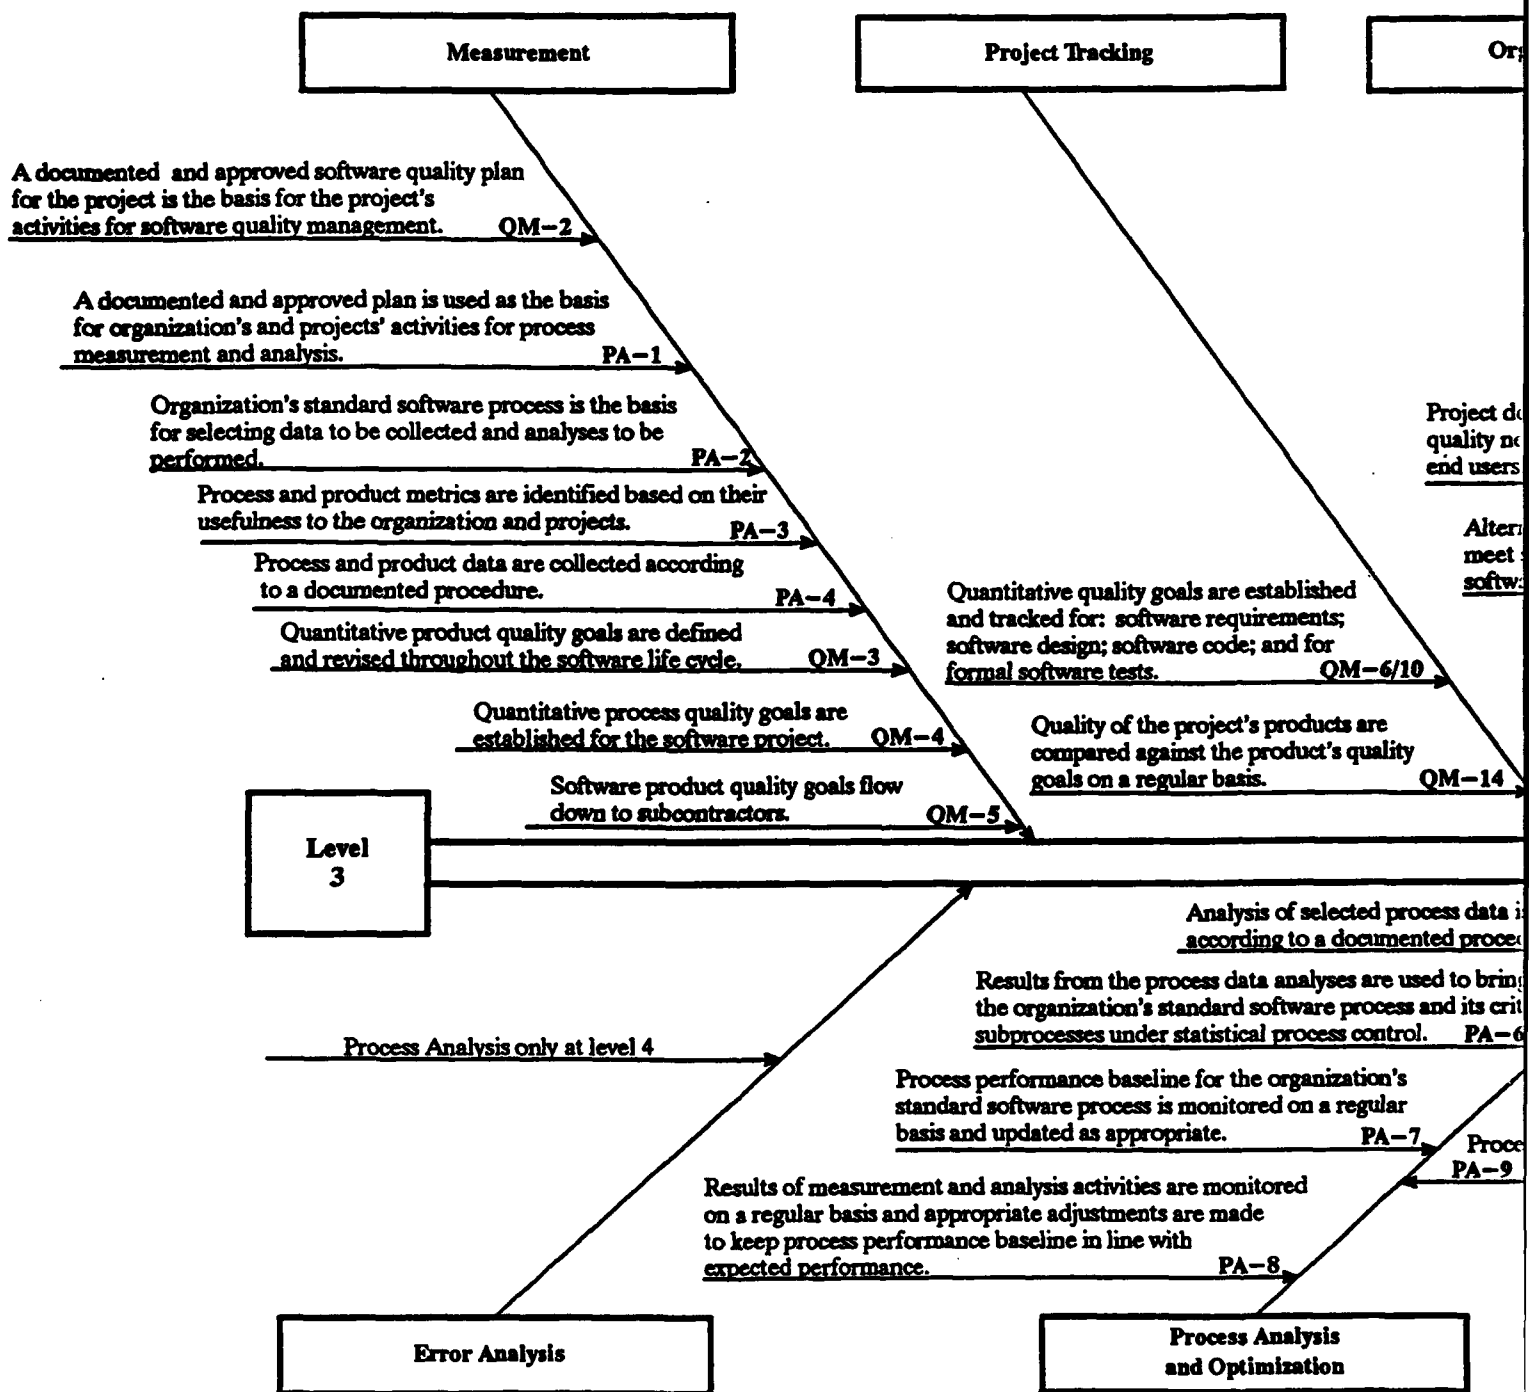 Measurement
Project Tracking
A documented and approved software quality plan
for the project is the basis for the project's
activities for software quality management. QM-2
A documented and approved plan is used as the basis
for organization's and projects' activities for process
measurement and analysis. PA-1
Organization's standard software process is the basis
for selecting data to be collected and analyses to be
performed. PA-2
Process and product metrics are identified based on their
usefulness to the organization and projects. PA-3
Process and product data are collected according
to a documented procedure. PA-4
Quantitative product quality goals are defined
and revised throughout the software life cycle. QM-3
Quantitative process quality goals are
established for the software project. QM-4
Software product quality goals flow
down to subcontractors. QM-5
Quantitative quality goals are established
and tracked for: software requirements;
software design; software code; and for
formal software tests. QM-6/10
Quality of the project's products are
compared against the product's quality
goals on a regular basis. QM-14
Project
quality
end users
meet
Level
3
Analysis of selected process data
according to a documented
Results from the process data analyses are used to bring
the organization's standard software process and its
subprocesses under statistical process control. PA-6
Process Analysis only at level 4
Process performance baseline for the organization's
standard software process is monitored on a regular
basis and updated as appropriate. PA-7
PA-9
Results of measurement and analysis activities are monitored
on a regular basis and appropriate adjustments are made
to keep process performance baseline in line with
expected performance. PA-8
Error Analysis
Process Analysis
and Optimization